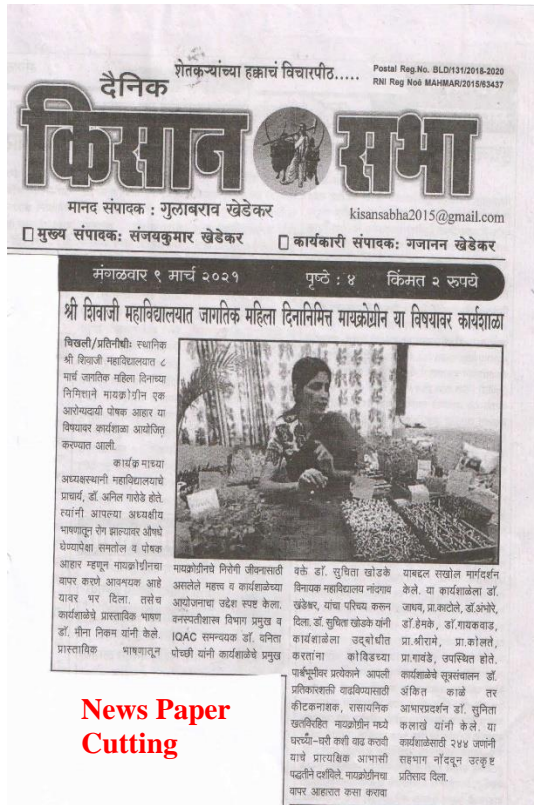 शेतकऱ्यांच्या हक्काचं विचारपीठ.....
Postal Reg.No. BLD/131/2018-2020
RNI Reg Noē MAHMAR/2015/63437
दैनिक
किसान सभा
मानद संपादक : गुलाबराव खेडेकर
kisansabha2015@gmail.com
मुख्य संपादक: संजयकुमार खेडेकर
कार्यकारी संपादक: गजानन खेडेकर
मंगळवार ९ मार्च २०२१ पृष्ठे : ४ किंमत २ रुपये
श्री शिवाजी महाविद्यालयात जागतिक महिला दिनानिमित्त मायक्रोग्रीन या विषयावर कार्यशाळा
चिखली/प्रतिनीधीः स्थानिक
श्री शिवाजी महाविद्यालयात ८
मार्च जागतिक महिला दिनाच्या
निमित्ताने मायक्रोग्रीन एक
आरोग्यदायी पोषक आहार या
विषयावर कार्यशाळा आयोजित
करण्यात आली.
कार्यक्रमाच्या
अध्यक्षस्थानी महाविद्यालयाचे
प्राचार्य, डॉ. अनिल गारोडे होते.
त्यांनी आपल्या अध्यक्षीय
भाषणातून रोग झाल्यावर औषधे
घेण्यापेक्षा समतोल व पोषक
आहार म्हणून मायक्रोग्रीनचा
वापर करणे आवश्यक आहे
यावर भर दिला. तसेच
कार्यशाळेचे प्रास्ताविक भाषण
डॉ. मीना निकम यांनी केले.
प्रास्ताविक भाषणातून
मायक्रोग्रीनचे निरोगी जीवनासाठी
असलेले महत्त्व व कार्यशाळेच्या
आयोजनाचा उद्देश स्पष्ट केला.
वनस्पतीशास्त्र विभाग प्रमुख व
IQAC समन्वयक डॉ. वनिता
पोच्छी यांनी कार्यशाळेचे प्रमुख
वक्ते डॉ. सुचिता खोडके
विनायक महाविद्यालय नांदगाव
खंडेश्वर, यांचा परिचय करून
दिला. डॉ. सुचिता खोडके यांनी
कार्यशाळेला उद्बोधीत
करतांना कोविडच्या
पार्श्वभूमीवर प्रत्येकाने आपली
प्रतिकारशक्ती वाढविण्यासाठी
कीटकनाशक, रासायनिक
खतविरहित मायक्रोग्रीन मध्ये
घरच्या-घरी कशी वाढ करावी
याचे प्रात्यक्षिक आभासी
पद्धतीने दर्शविले. मायक्रोग्रीनचा
वापर आहारात कसा करावा
याबद्दल सखोल मार्गदर्शन
केले. या कार्यशाळेला डॉ.
जाधव, प्रा.काटोले, डॉ.अंभोरे,
डॉ.हेमके, डॉ.गायकवाड,
प्रा.श्रीरामे, प्रा.कोलते,
प्रा.गावंडे, उपस्थित होते.
कार्यशाळेचे सूत्रसंचालन डॉ.
अंकित काळे तर
आभारप्रदर्शन डॉ. सुनिता
कलाखे यांनी केले. या
कार्यशाळेसाठी २४४ जणांनी
सहभाग नोंदवून उत्कृष्ट
प्रतिसाद दिला.
News Paper
Cutting